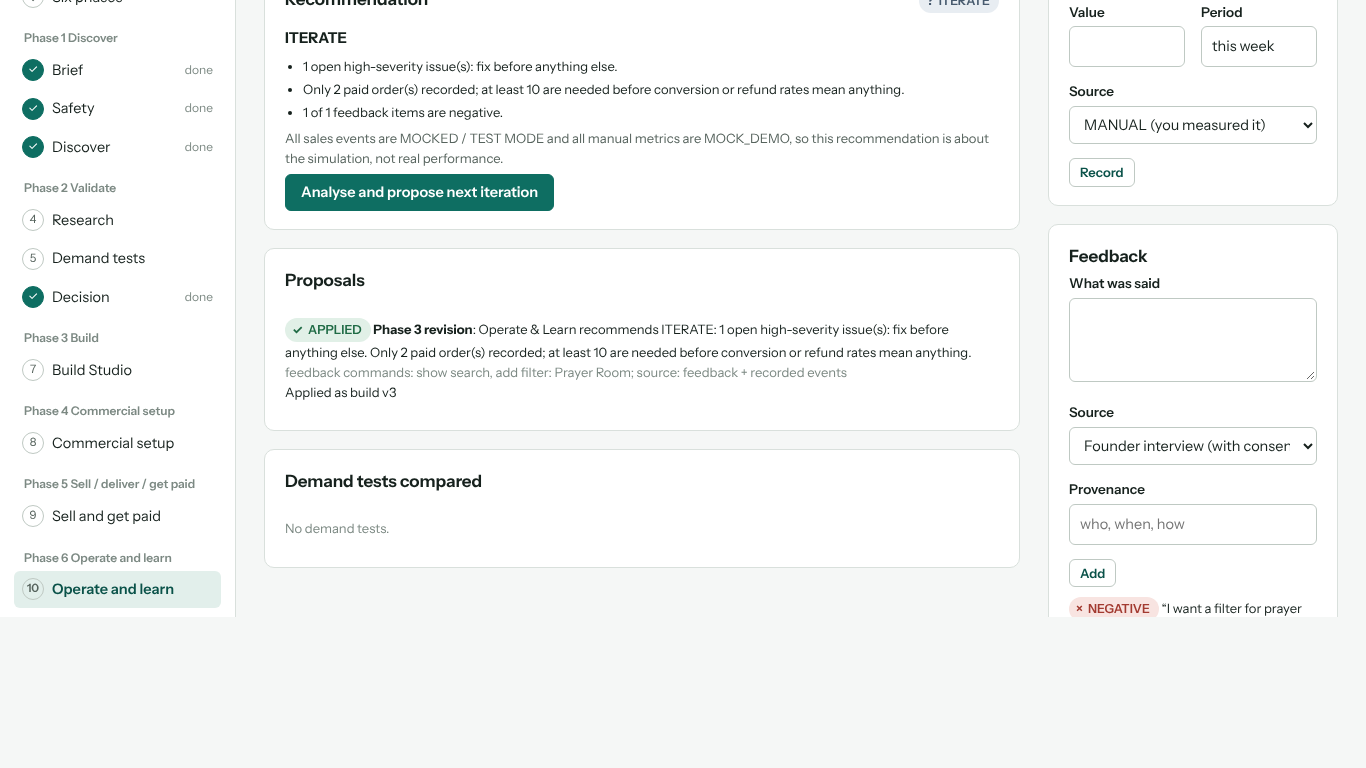 Six phases
Phase 1 Discover
Brief
done
Safety
done
Discover
done
Phase 2 Validate
4
Research
5
Demand tests
Decision
done
Phase 3 Build
7
Build Studio
Phase 4 Commercial setup
8
Commercial setup
Phase 5 Sell / deliver / get paid
9
Sell and get paid
Phase 6 Operate and learn
10
Operate and learn
Recommendation
ITERATE
ITERATE
• 1 open high-severity issue(s): fix before anything else.
• Only 2 paid order(s) recorded; at least 10 are needed before conversion or refund rates mean anything.
• 1 of 1 feedback items are negative.
All sales events are MOCKED / TEST MODE and all manual metrics are MOCK_DEMO, so this recommendation is about
the simulation, not real performance.
Analyse and propose next iteration
Proposals
✓ APPLIED Phase 3 revision: Operate & Learn recommends ITERATE: 1 open high-severity issue(s): fix before
anything else. Only 2 paid order(s) recorded; at least 10 are needed before conversion or refund rates mean anything.
feedback commands: show search, add filter: Prayer Room; source: feedback + recorded events
Applied as build v3
Demand tests compared
No demand tests.
Value
Period
this week
Source
MANUAL (you measured it)
Record
Feedback
What was said
Source
Founder interview (with conser
Provenance
who, when, how
Add
× NEGATIVE “I want a filter for prayer